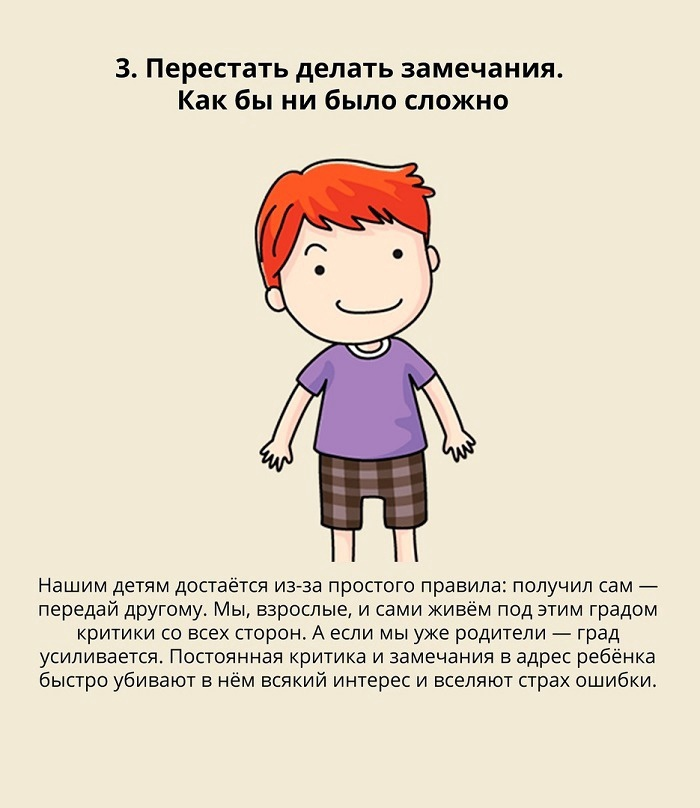 3. Перестать делать замечания.
Как бы ни было сложно
Нашим детям достаётся из-за простого правила: получил сам —
передай другому. Мы, взрослые, и сами живём под этим градом
критики со всех сторон. А если мы уже родители — град
усиливается. Постоянная критика и замечания в адрес ребёнка
быстро убивают в нём всякий интерес и вселяют страх ошибки.